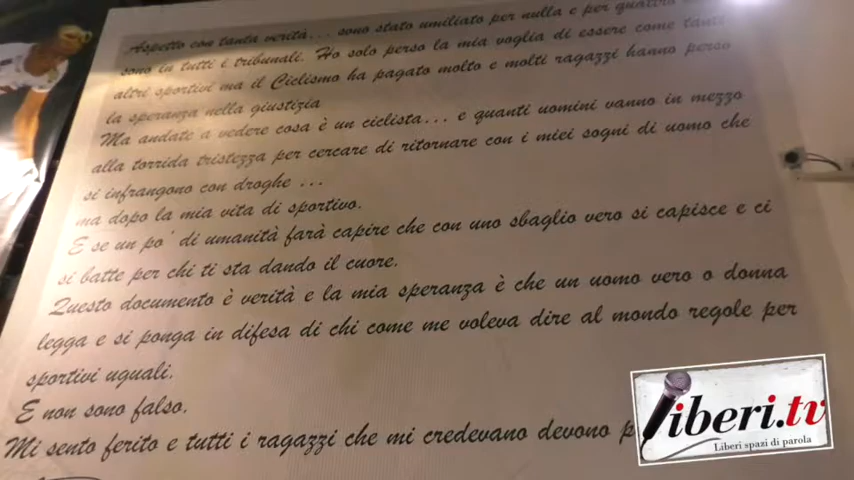 Aspetto con tanta verità... sono stato umiliato per nulla e per quattro
sono in tutti i tribunali. Ho solo perso la mia voglia di essere come tanti
altri sportivi ma il Ciclismo ha pagato molto e molti ragazzi hanno perso
la speranza nella giustizia
Ma andate a vedere cosa è un ciclista... e quanti uomini vanno in mezzo
alla torrida tristezza per cercare di ritornare con i miei sogni di uomo che
si infrangono con droghe ...
ma dopo la mia vita di sportivo.
E se un po' di umanità farà capire che con uno sbaglio vero si capisce e ci
si batte per chi ti sta dando il cuore.
Questo documento è verità e la mia speranza è che un uomo vero o donna
legga e si ponga in difesa di chi come me voleva dire al mondo regole per
sportivi uguali.
E non sono falso.
Mi sento ferito e tutti i ragazzi che mi credevano devono
liberi.tv
Liberi spazi di parola